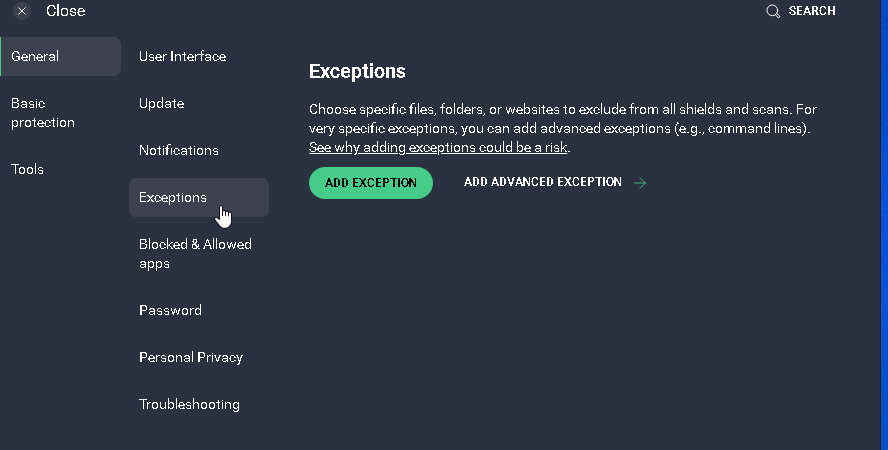 Close
SEARCH
General
Basic
protection
Tools
User Interface
Update
Notifications
Exceptions
Blocked & Allowed
apps
Password
Personal Privacy
Troubleshooting
Exceptions
Choose specific files, folders, or websites to exclude from all shields and scans. For
very specific exceptions, you can add advanced exceptions (e.g., command lines).
See why adding exceptions could be a risk.
ADD EXCEPTION
ADD ADVANCED EXCEPTION